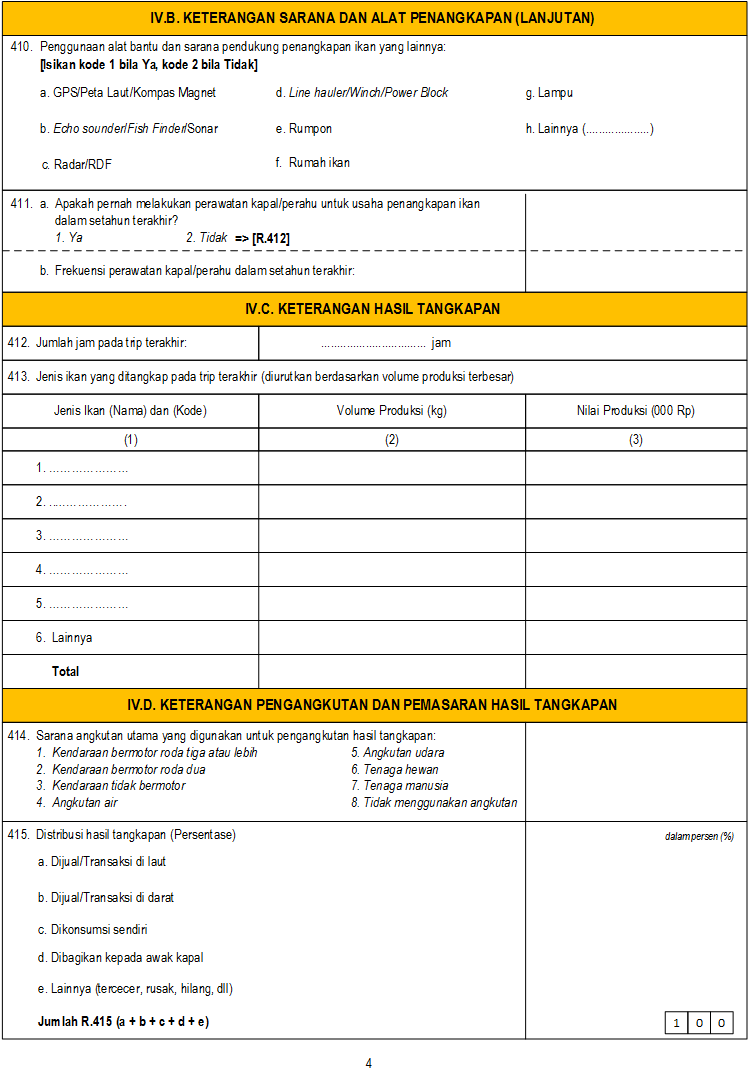 IV.B. KETERANGAN SARANA DAN ALAT PENANGKAPAN (LANJUTAN)
410. Penggunaan alat bantu dan sarana pendukung penangkapan ikan yang lainnya:
[Isikan kode 1 bila Ya, kode 2 bila Tidak]
a. GPS/Peta Laut/Kompas Magnet d. Line hauler/Winch/Power Block g. Lampu
b. Echo sounder/Fish Finder/Sonar e. Rumpon h. Lainnya (....................)
c. Radar/RDF f. Rumah ikan
411. a. Apakah pernah melakukan perawatan kapal/perahu untuk usaha penangkapan ikan
dalam setahun terakhir?
1. Ya 2. Tidak => [R.412]
b. Frekuensi perawatan kapal/perahu dalam setahun terakhir:
IV.C. KETERANGAN HASIL TANGKAPAN
412. Jumlah jam pada trip terakhir: ................................. jam
413. Jenis ikan yang ditangkap pada trip terakhir (diurutkan berdasarkan volume produksi terbesar)
Jenis Ikan (Nama) dan (Kode) Volume Produksi (kg) Nilai Produksi (000 Rp)
(1) (2) (3)
1. …………………
2. …………………
3. …………………
4. …………………
5. …………………
6. Lainnya
Total
IV.D. KETERANGAN PENGANGKUTAN DAN PEMASARAN HASIL TANGKAPAN
414. Sarana angkutan utama yang digunakan untuk pengangkutan hasil tangkapan:
1. Kendaraan bermotor roda tiga atau lebih 5. Angkutan udara
2. Kendaraan bermotor roda dua 6. Tenaga hewan
3. Kendaraan tidak bermotor 7. Tenaga manusia
4. Angkutan air 8. Tidak menggunakan angkutan
415. Distribusi hasil tangkapan (Persentase) dalam persen (%)
a. Dijual/Transaksi di laut
b. Dijual/Transaksi di darat
c. Dikonsumsi sendiri
d. Dibagikan kepada awak kapal
e. Lainnya (tercecer, rusak, hilang, dll)
Jumlah R.415 (a + b + c + d + e) 1 0 0
4